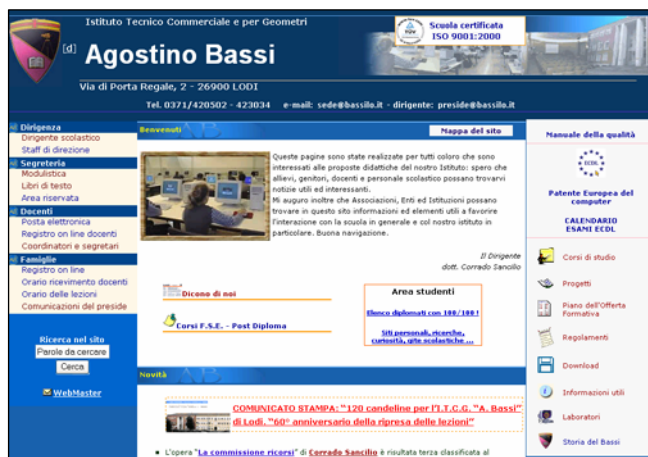 Istituto Tecnico Commerciale e per Geometri
[d]
Agostino Bassi
Via di Porta Regale, 2 - 26900 LODI
Tel. 0371/420502 - 423034 e-mail: sede@bassilo.it - dirigente: preside@bassilo.it
Scuola certificata
ISO 9001:2000
Dirigenza
Dirigente scolastico
Staff di direzione
Segreteria
Modulistica
Libri di testo
Area riservata
Docenti
Posta elettronica
Registro on line docenti
Coordinatori e segretari
Famiglie
Registro on line
Orario ricevimento docenti
Orario delle lezioni
Comunicazioni del preside
Ricerca nel sito
Parole da cercare
Cerca
WebMaster
Benvenuti
Mappa del sito
Queste pagine sono state realizzate per tutti coloro che sono
interessati alle proposte didattiche del nostro Istituto: spero che
allievi, genitori, docenti e personale scolastico possano trovarvi
notizie utili ed interessanti.
Mi auguro inoltre che Associazioni, Enti ed Istituzioni possano
trovare in questo sito informazioni ed elementi utili a favorire
l'interazione con la scuola in generale e col nostro istituto in
particolare. Buona navigazione.
Il Dirigente
dott. Corrado Sancilio
Dicono di noi
Corsi F.S.E. - Post Diploma
Area studenti
Elenco diplomati con 100/100 !
Siti personali, ricerche,
curiosità, gite scolastiche ...
Novità
COMUNICATO STAMPA: "120 candeline per l'I.T.C.G. "A. Bassi"
di Lodi. "60° anniversario della ripresa delle lezioni"
L'opera "La commissione ricorsi" di Corrado Sancilio è risultata terza classificata al
Manuale della qualità
ECDL
Patente Europea del
computer
CALENDARIO
ESAMI ECDL
Corsi di studio
Progetti
Piano dell'Offerta
Formativa
Regolamenti
Download
Informazioni utili
Laboratori
Storia del Bassi